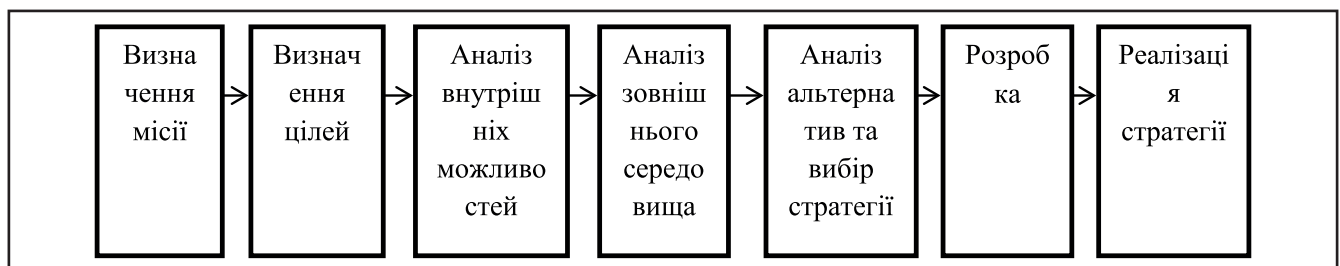 Визна
чення
місії
Визнач
ення
цілей
Аналіз
внутріш
ніх
можливо
стей
Аналіз
зовніш
нього
середо
вища
Аналіз
альтерна
тив та
вибір
стратегії
Розроб
ка
Реалізаці
я
стратегії